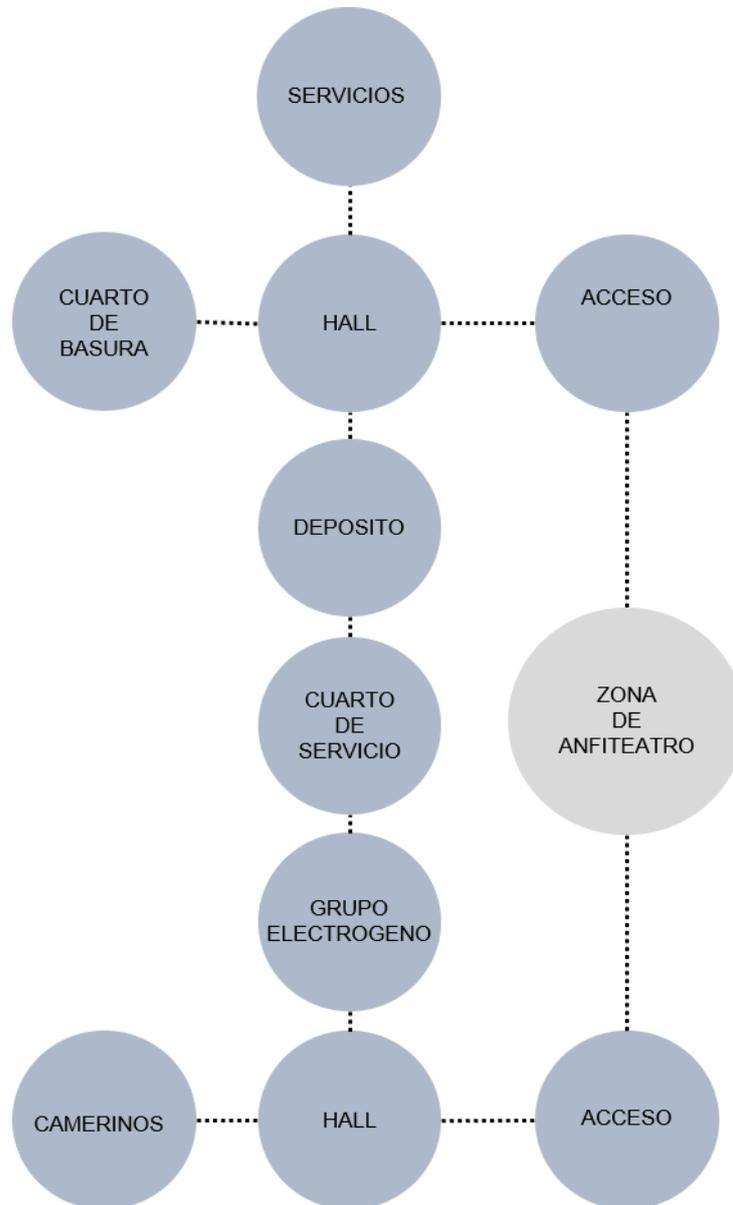 SERVICIOS
CUARTO
DE
BASURA
HALL
ACCESO
DEPOSITO
CUARTO
DE
SERVICIO
ZONA
DE
ANFITEATRO
GRUPO
ELECTROGENO
CAMERINOS
HALL
ACCESO